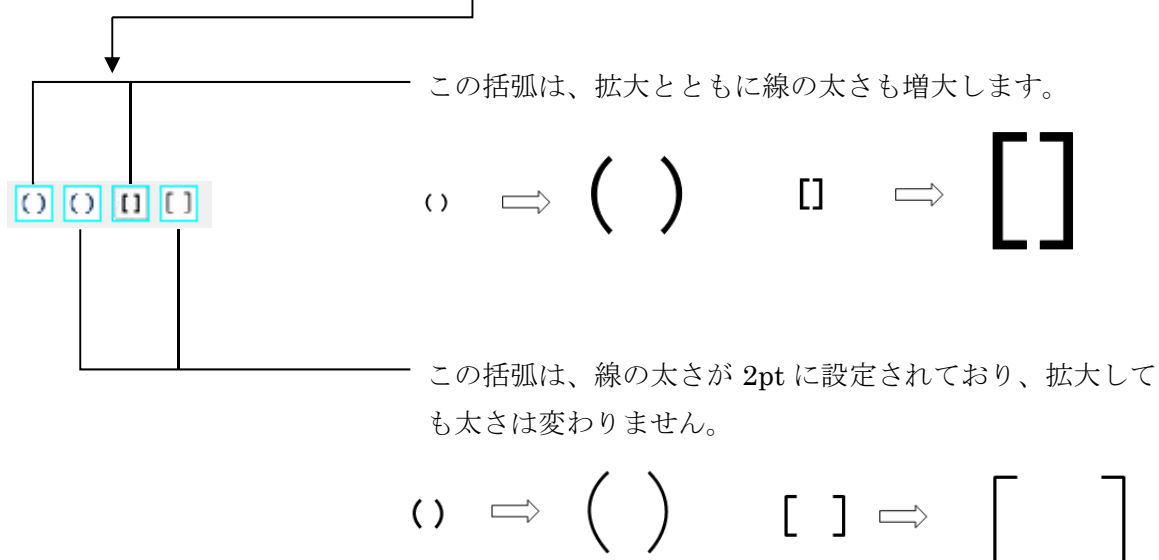 この括弧は、拡大とともに線の太さも増大します。
() () [] [ ]
() ( ) [] []
この括弧は、線の太さが 2pt に設定されており、拡大して
も太さは変わりません。
() ( ) [ ] [ ]